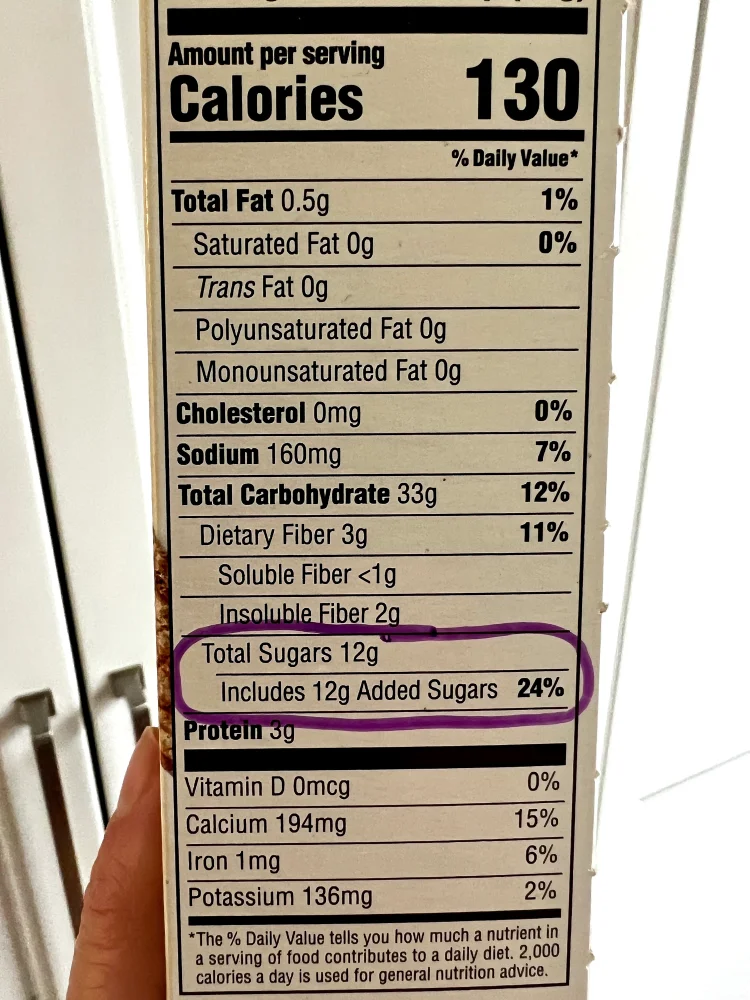 Amount per serving
Calories 130
% Daily Value*
Total Fat 0.5g 1%
Saturated Fat 0g 0%
Trans Fat 0g
Polyunsaturated Fat 0g
Monounsaturated Fat 0g
Cholesterol 0mg 0%
Sodium 160mg 7%
Total Carbohydrate 33g 12%
Dietary Fiber 3g 11%
Soluble Fiber <1g
Insoluble Fiber 2g
Total Sugars 12g
Includes 12g Added Sugars 24%
Protein 3g
Vitamin D 0mcg 0%
Calcium 194mg 15%
Iron 1mg 6%
Potassium 136mg 2%
*The % Daily Value tells you how much a nutrient in
a serving of food contributes to a daily diet. 2,000
calories a day is used for general nutrition advice.